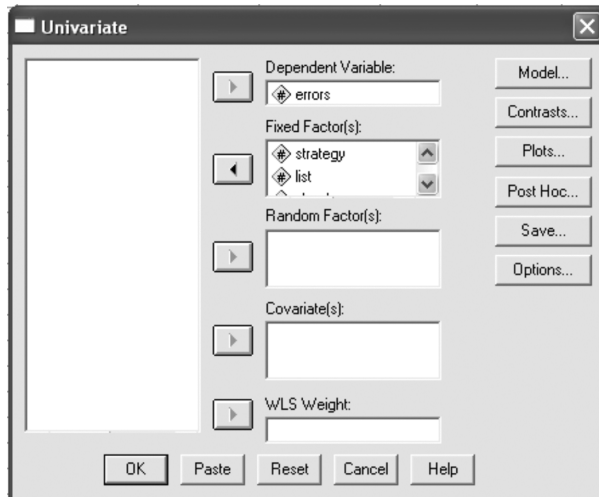 Univariate
Dependent Variable:
# errors
Fixed Factor(s):
# strategy
# list
Random Factor(s):
Covariate(s):
WLS Weight:
Model...
Contrasts...
Plots...
Post Hoc...
Save...
Options...
OK Paste Reset Cancel Help